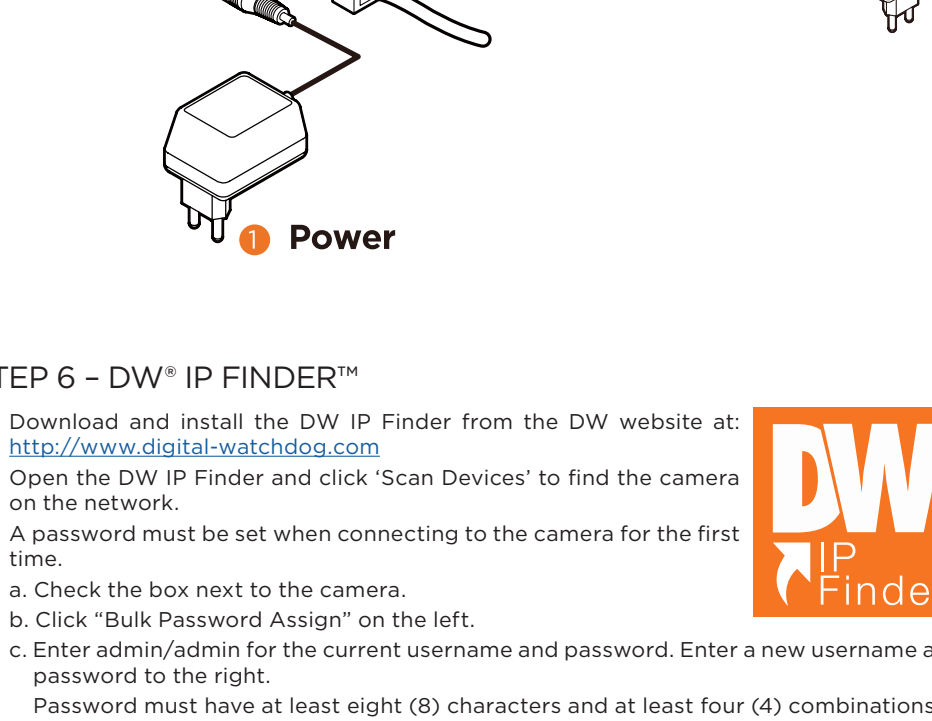 1 Power
TEP 6 – DW® IP FINDER™
Download and install the DW IP Finder from the DW website at:
http://www.digital-watchdog.com
Open the DW IP Finder and click ‘Scan Devices’ to find the camera
on the network.
A password must be set when connecting to the camera for the first
time.
a. Check the box next to the camera.
b. Click “Bulk Password Assign” on the left.
c. Enter admin/admin for the current username and password. Enter a new username a
password to the right.
Password must have at least eight (8) characters and at least four (4) combinations
DW
IP
Finde